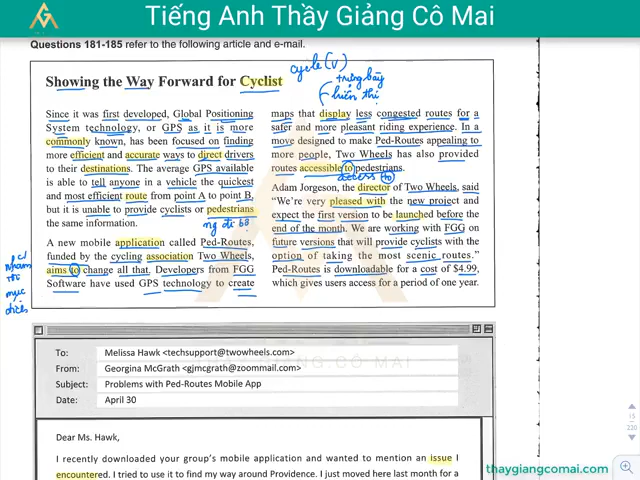 Tiếng Anh Thầy Giảng Cô Mai
AG
Questions 181-185 refer to the following article and e-mail.
Showing the Way Forward for Cyclist
cycle (v)
trưng bày
hiển thị
Since it was first developed, Global Positioning
System technology, or GPS as it is more
commonly known, has been focused on finding
more efficient and accurate ways to direct drivers
to their destinations. The average GPS available
is able to tell anyone in a vehicle the quickest
and most efficient route from point A to point B,
but it is unable to provide cyclists or pedestrians
the same information.
ng đi bộ
A new mobile application called Ped-Routes,
funded by the cycling association Two Wheels,
aims to change all that. Developers from FGG
Software have used GPS technology to create
nhằm
tới
mục
đích
maps that display less congested routes for a
safer and more pleasant riding experience. In a
move designed to make Ped-Routes appealing to
more people, Two Wheels has also provided
routes accessible to pedestrians.
access to
Adam Jorgeson, the director of Two Wheels, said
“We're very pleased with the new project and
expect the first version to be launched before the
end of the month. We are working with FGG on
future versions that will provide cyclists with the
option of taking the most scenic routes.”
Ped-Routes is downloadable for a cost of $4.99,
which gives users access for a period of one year.
THẦY GIẢNG CÔ MAI
To: Melissa Hawk <techsupport@twowheels.com>
From: Georgina McGrath <gjmcgrath@zoommail.com>
Subject: Problems with Ped-Routes Mobile App
Date: April 30
Dear Ms. Hawk,
I recently downloaded your group's mobile application and wanted to mention an issue I
encountered. I tried to use it to find my way around Providence. I just moved here last month for a
15
220
thaygiangcomai.com